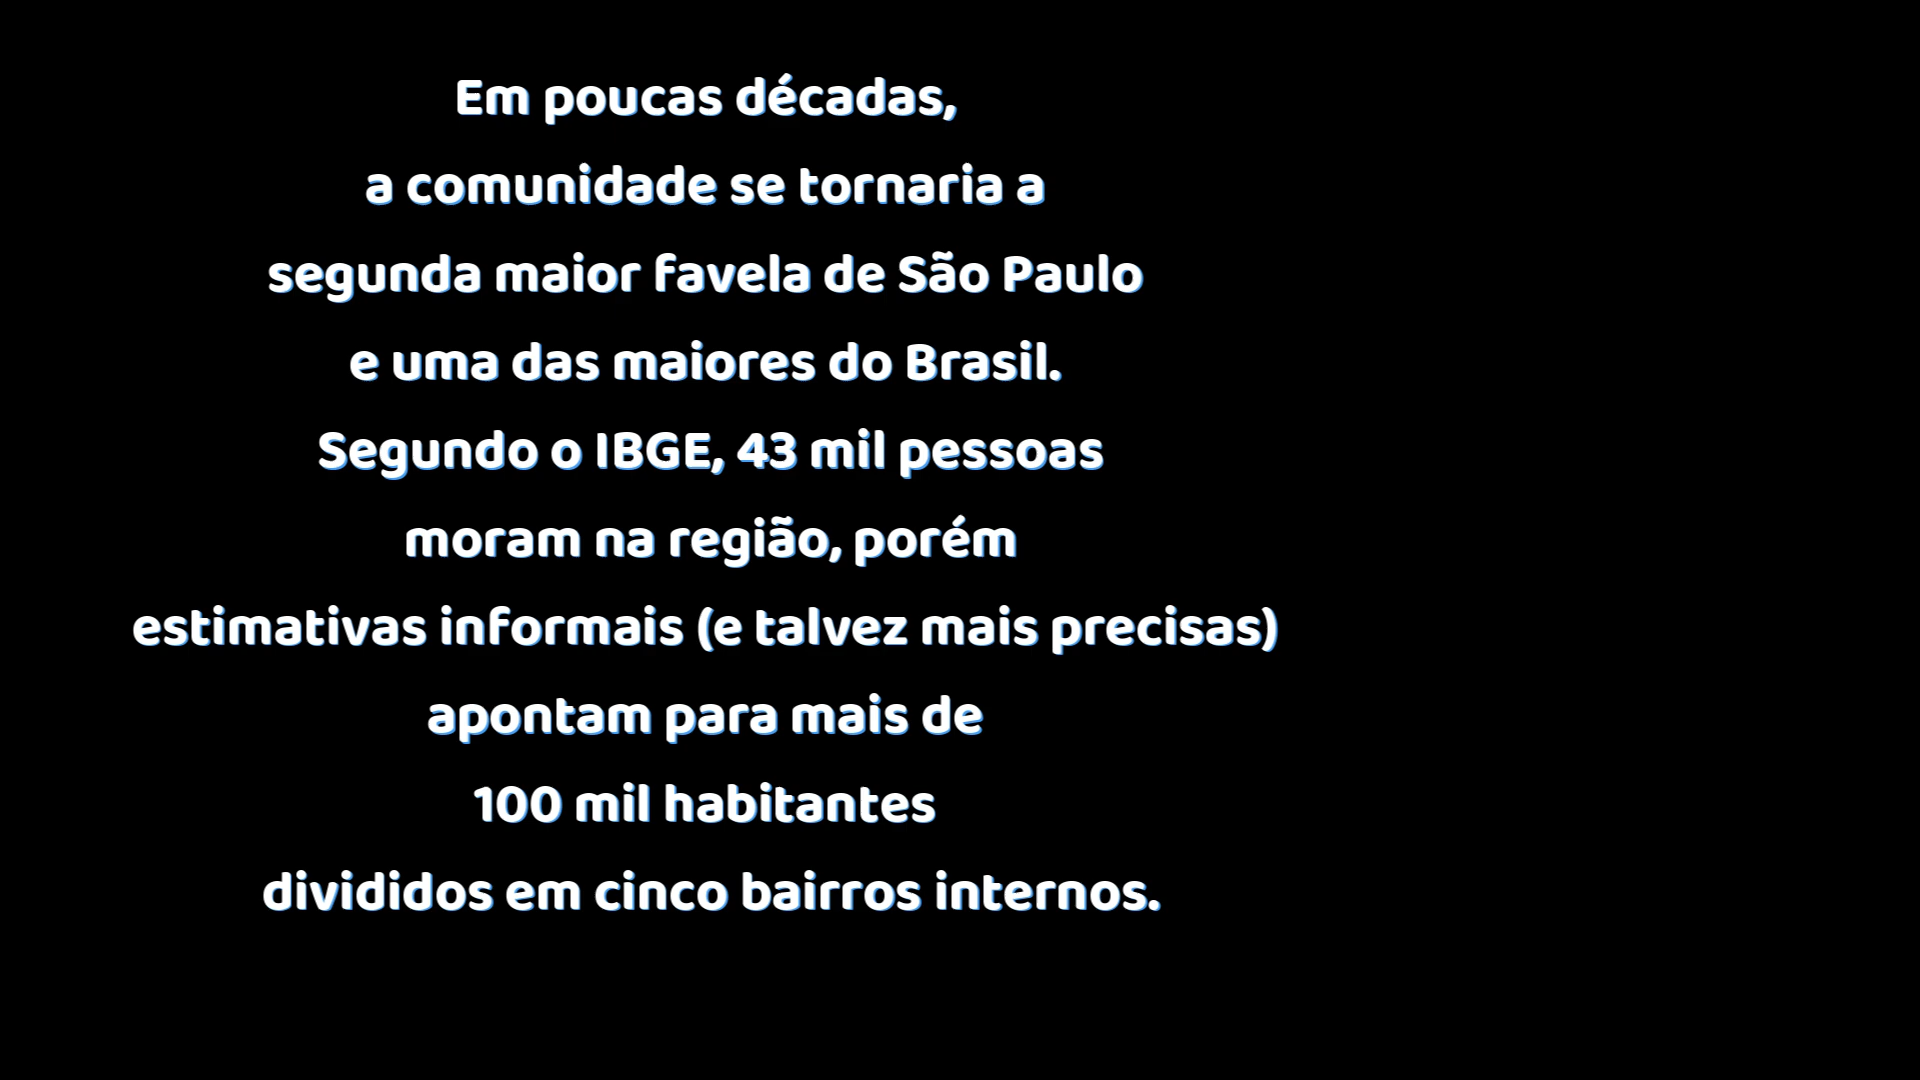 Em poucas décadas,
a comunidade se tornaria a
segunda maior favela de São Paulo
e uma das maiores do Brasil.
Segundo o IBGE, 43 mil pessoas
moram na região, porém
estimativas informais (e talvez mais precisas)
apontam para mais de
100 mil habitantes
divididos em cinco bairros internos.